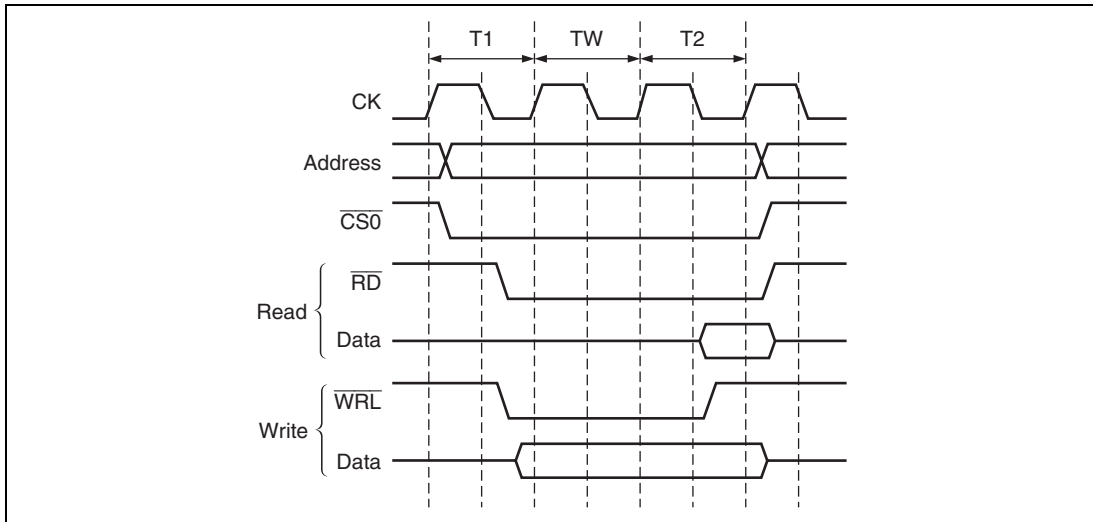 T1 TW T2
CK
Address
CS0
RD
Read
Data
WRL
Write
Data